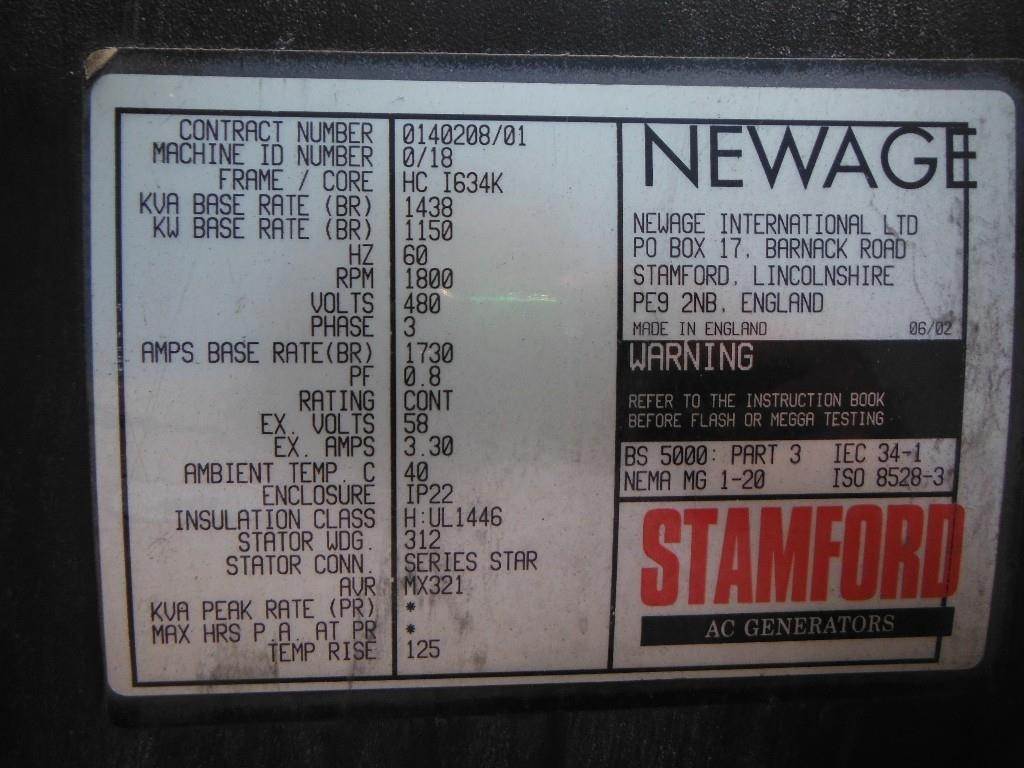 CONTRACT NUMBER 0140208/01
MACHINE ID NUMBER 0/18
FRAME / CORE HC I634K
KVA BASE RATE (BR) 1438
KW BASE RATE (BR) 1150
HZ 60
RPM 1800
VOLTS 480
PHASE 3
AMPS BASE RATE(BR) 1730
PF 0.8
RATING CONT
EX. VOLTS 58
EX. AMPS 3.30
AMBIENT TEMP. C 40
ENCLOSURE IP22
INSULATION CLASS H:UL1446
STATOR WDG. 312
STATOR CONN. SERIES STAR
AVR MX321
KVA PEAK RATE (PR) *
MAX HRS P.A. AT PR *
TEMP RISE 125
NEWAGE
NEWAGE INTERNATIONAL LTD
PO BOX 17, BARNACK ROAD
STAMFORD, LINCOLNSHIRE
PE9 2NB, ENGLAND
MADE IN ENGLAND 06/02
WARNING
REFER TO THE INSTRUCTION BOOK
BEFORE FLASH OR MEGGA TESTING
BS 5000: PART 3 IEC 34-1
NEMA MG 1-20 ISO 8528-3
STAMFORD
AC GENERATORS